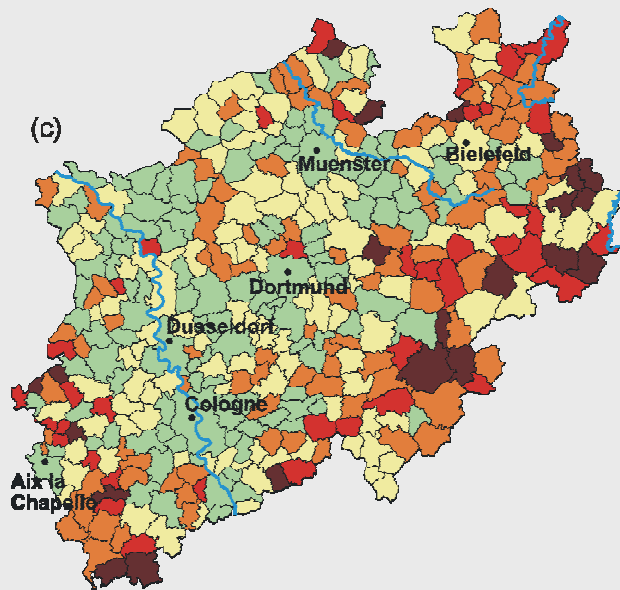 (c)
Muenster
Bielefeld
Dortmund
Dusseldorf
Cologne
Aix la
Chapelle